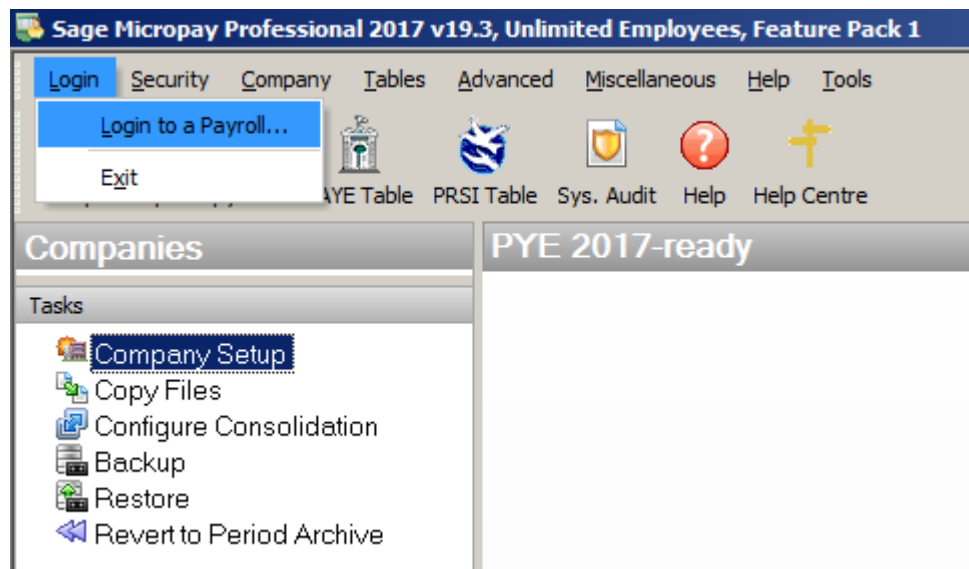 Sage Micropay Professional 2017 v19.3, Unlimited Employees, Feature Pack 1
Login Security Company Tables Advanced Miscellaneous Help Tools
Login to a Payroll...
Exit
AYE Table PRSI Table Sys. Audit Help Help Centre
Companies
PYE 2017-ready
Tasks
Company Setup
Copy Files
Configure Consolidation
Backup
Restore
Revert to Period Archive